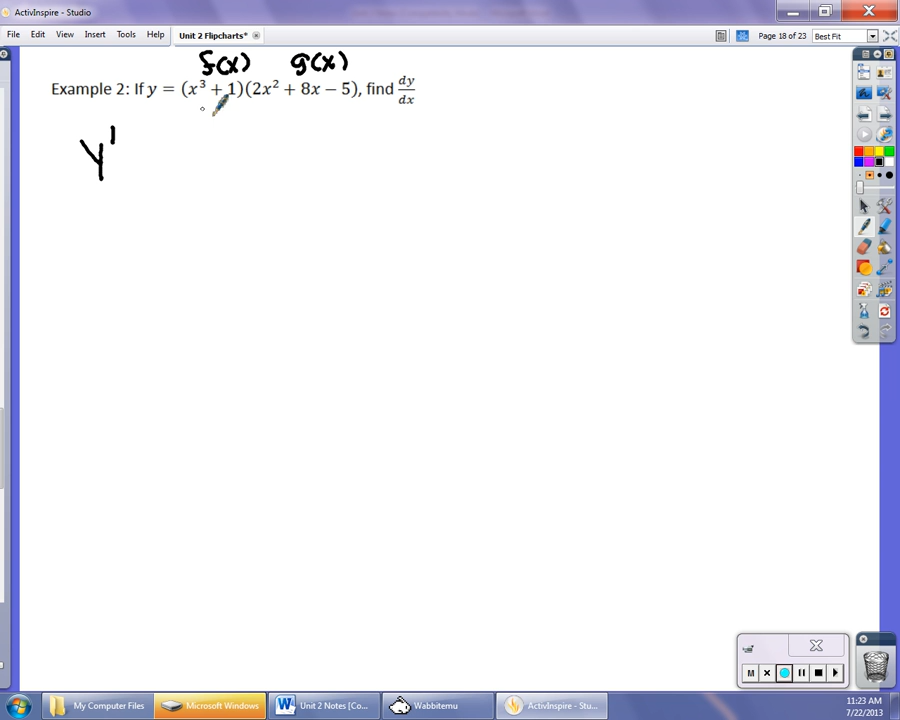 ActivInspire - Studio
File Edit View Insert Tools Help Unit 2 Flipcharts* Page 18 of 23 Best Fit
f(x) g(x)
Example 2: If y = (x³ + 1)(2x² + 8x − 5), find dy/dx
y'
M
My Computer Files Microsoft Windows Unit 2 Notes [Co... Wabbitemu ActivInspire - Stu... 11:23 AM
7/22/2013